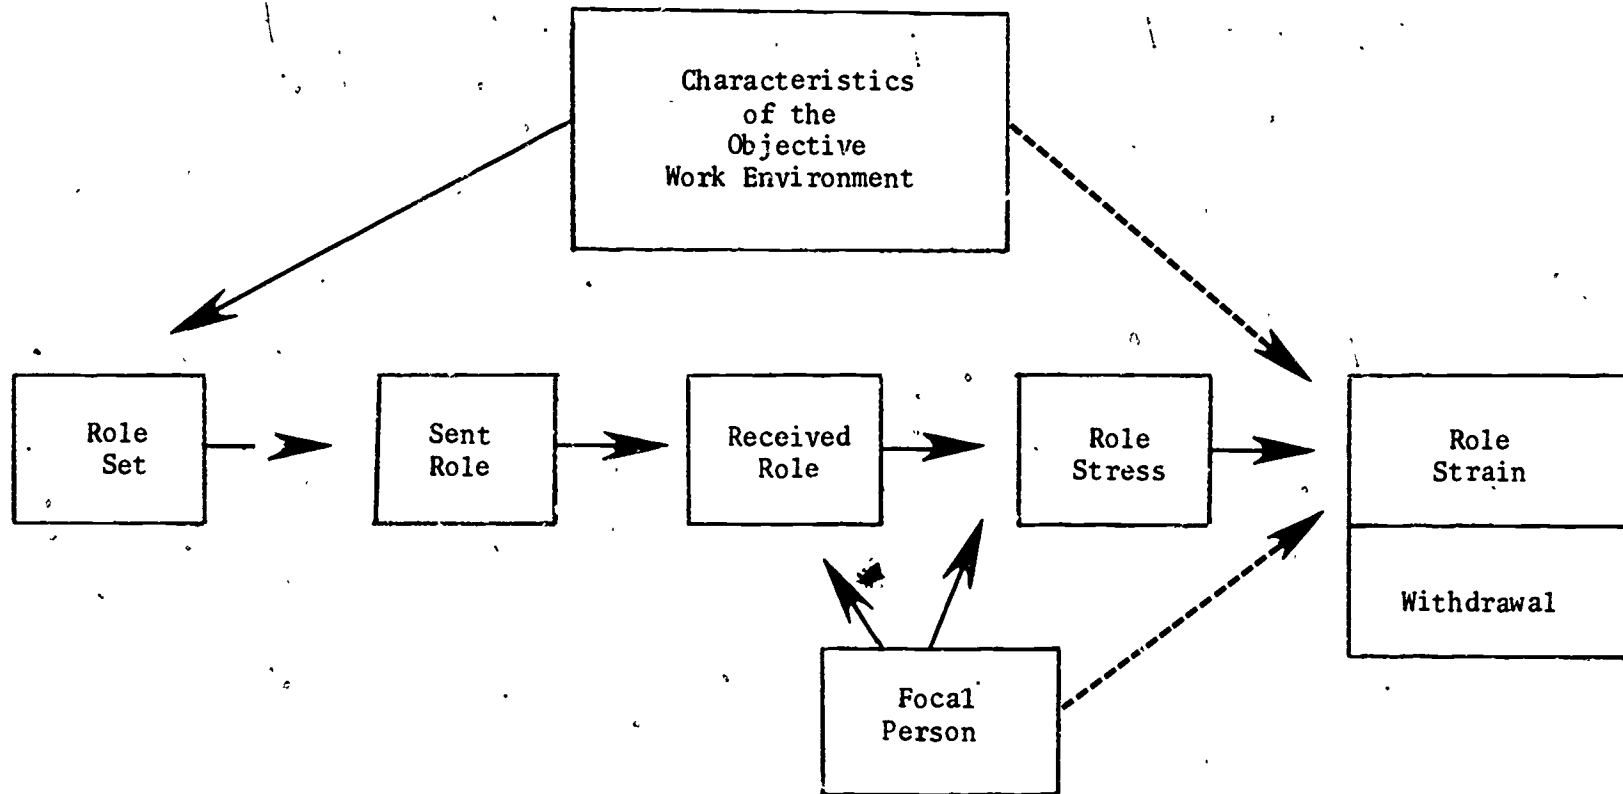 Characteristics
of the
Objective
Work Environment
Role
Set
Sent
Role
Received
Role
Role
Stress
Role
Strain
Withdrawal
Focal
Person